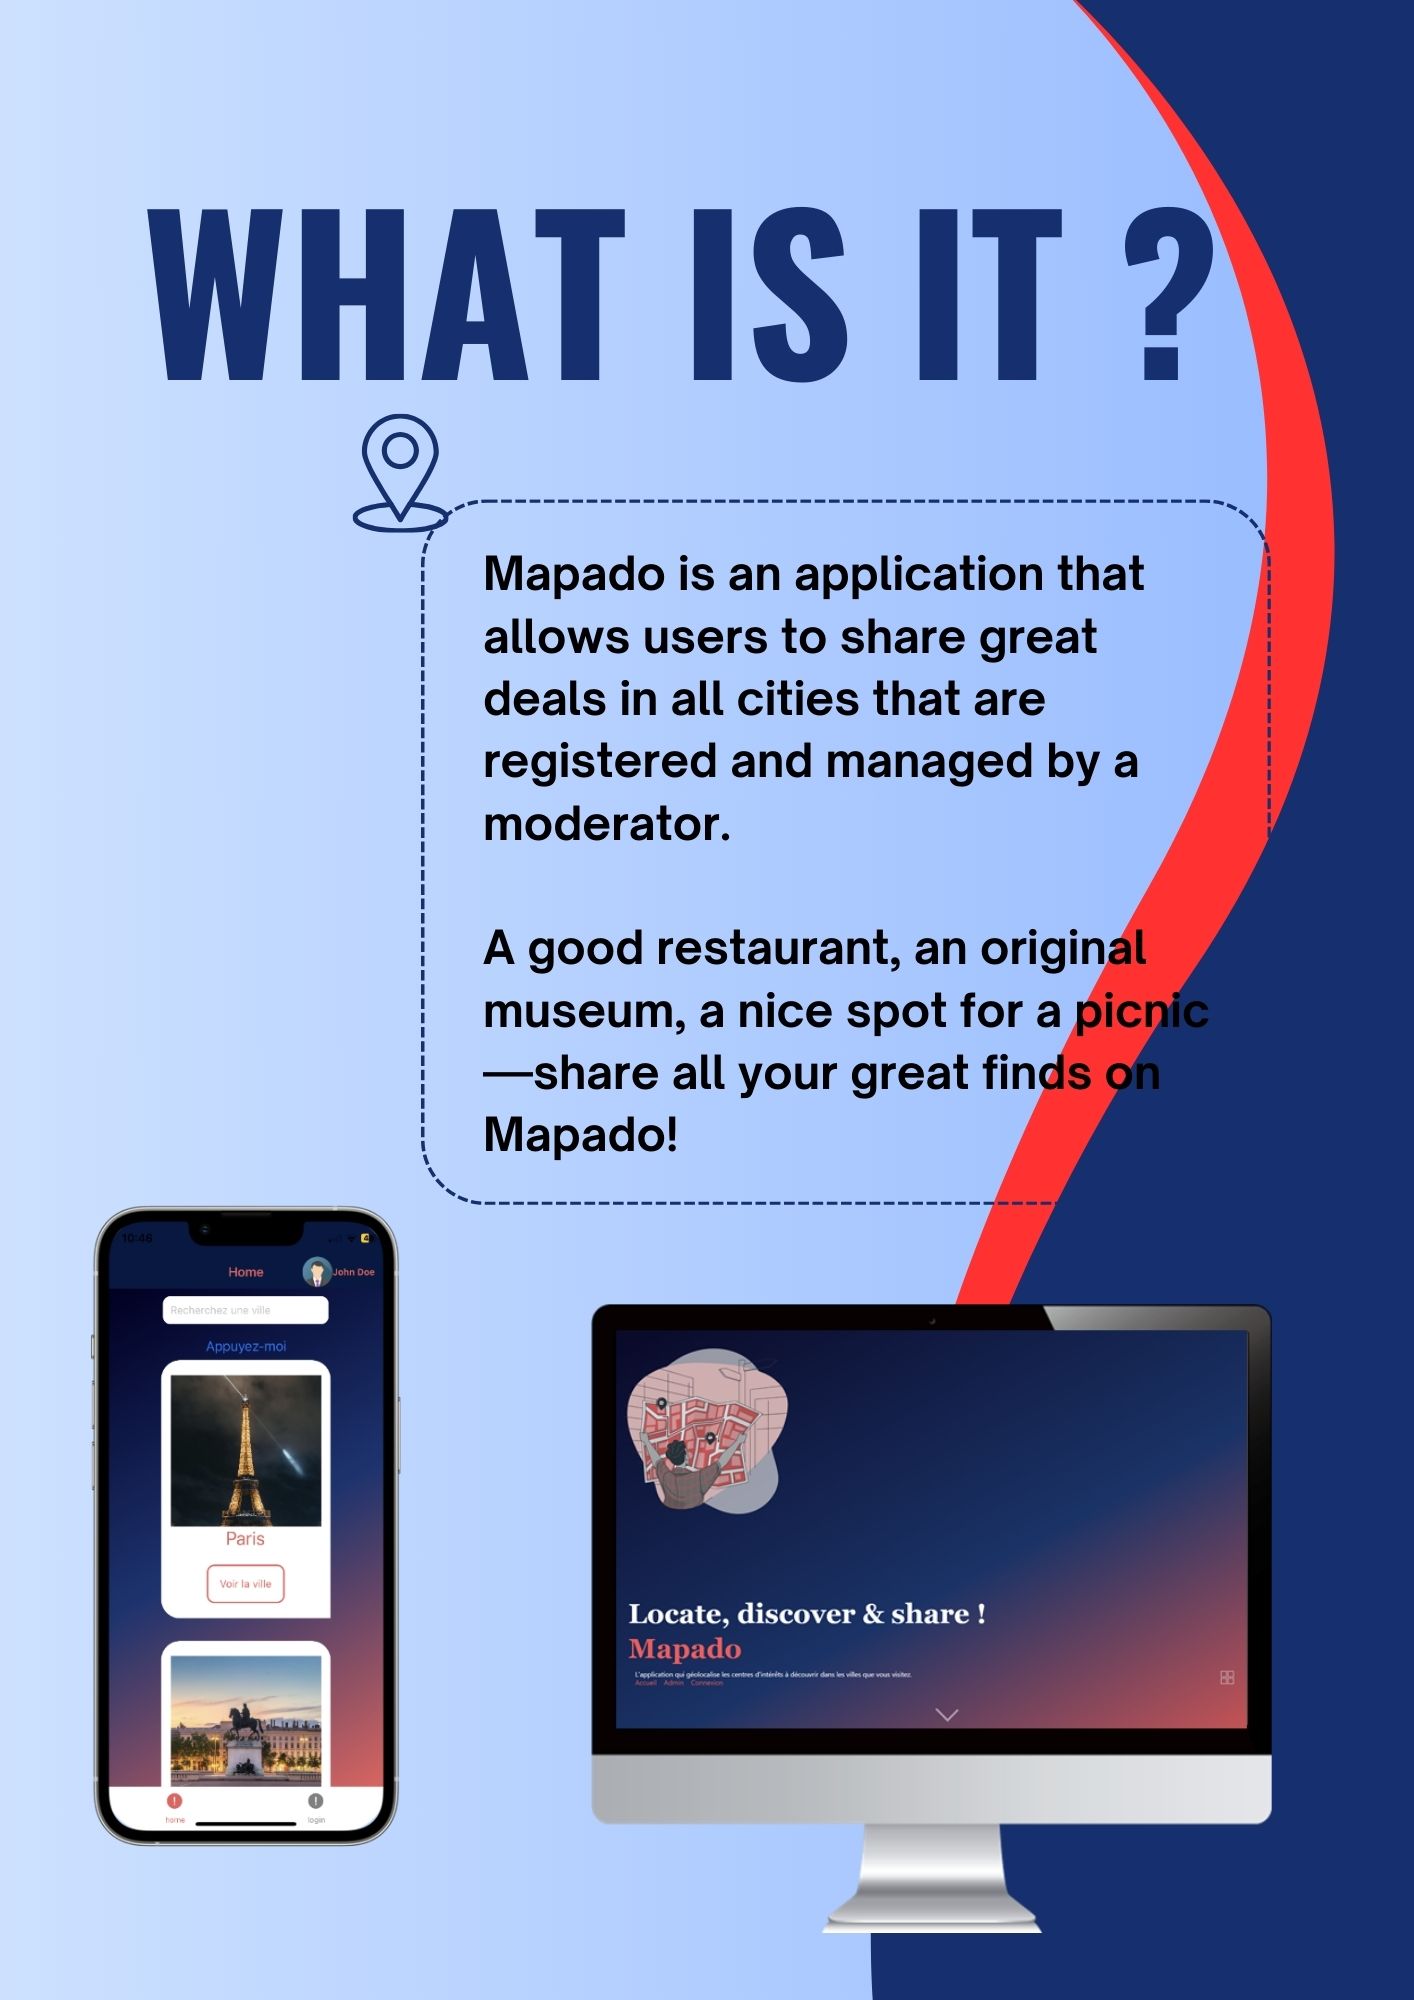 WHAT IS IT ?
Mapado is an application that
allows users to share great
deals in all cities that are
registered and managed by a
moderator.
A good restaurant, an original
museum, a nice spot for a picnic
—share all your great finds on
Mapado!
10:46
Home
John Doe
Recherchez une ville
Appuyez-moi
Paris
Voir la ville
home
login
Locate, discover & share !
Mapado
L'application qui géolocalise les centres d'intérêts à découvrir dans les villes que vous visitez.
Accueil Admin Connexion